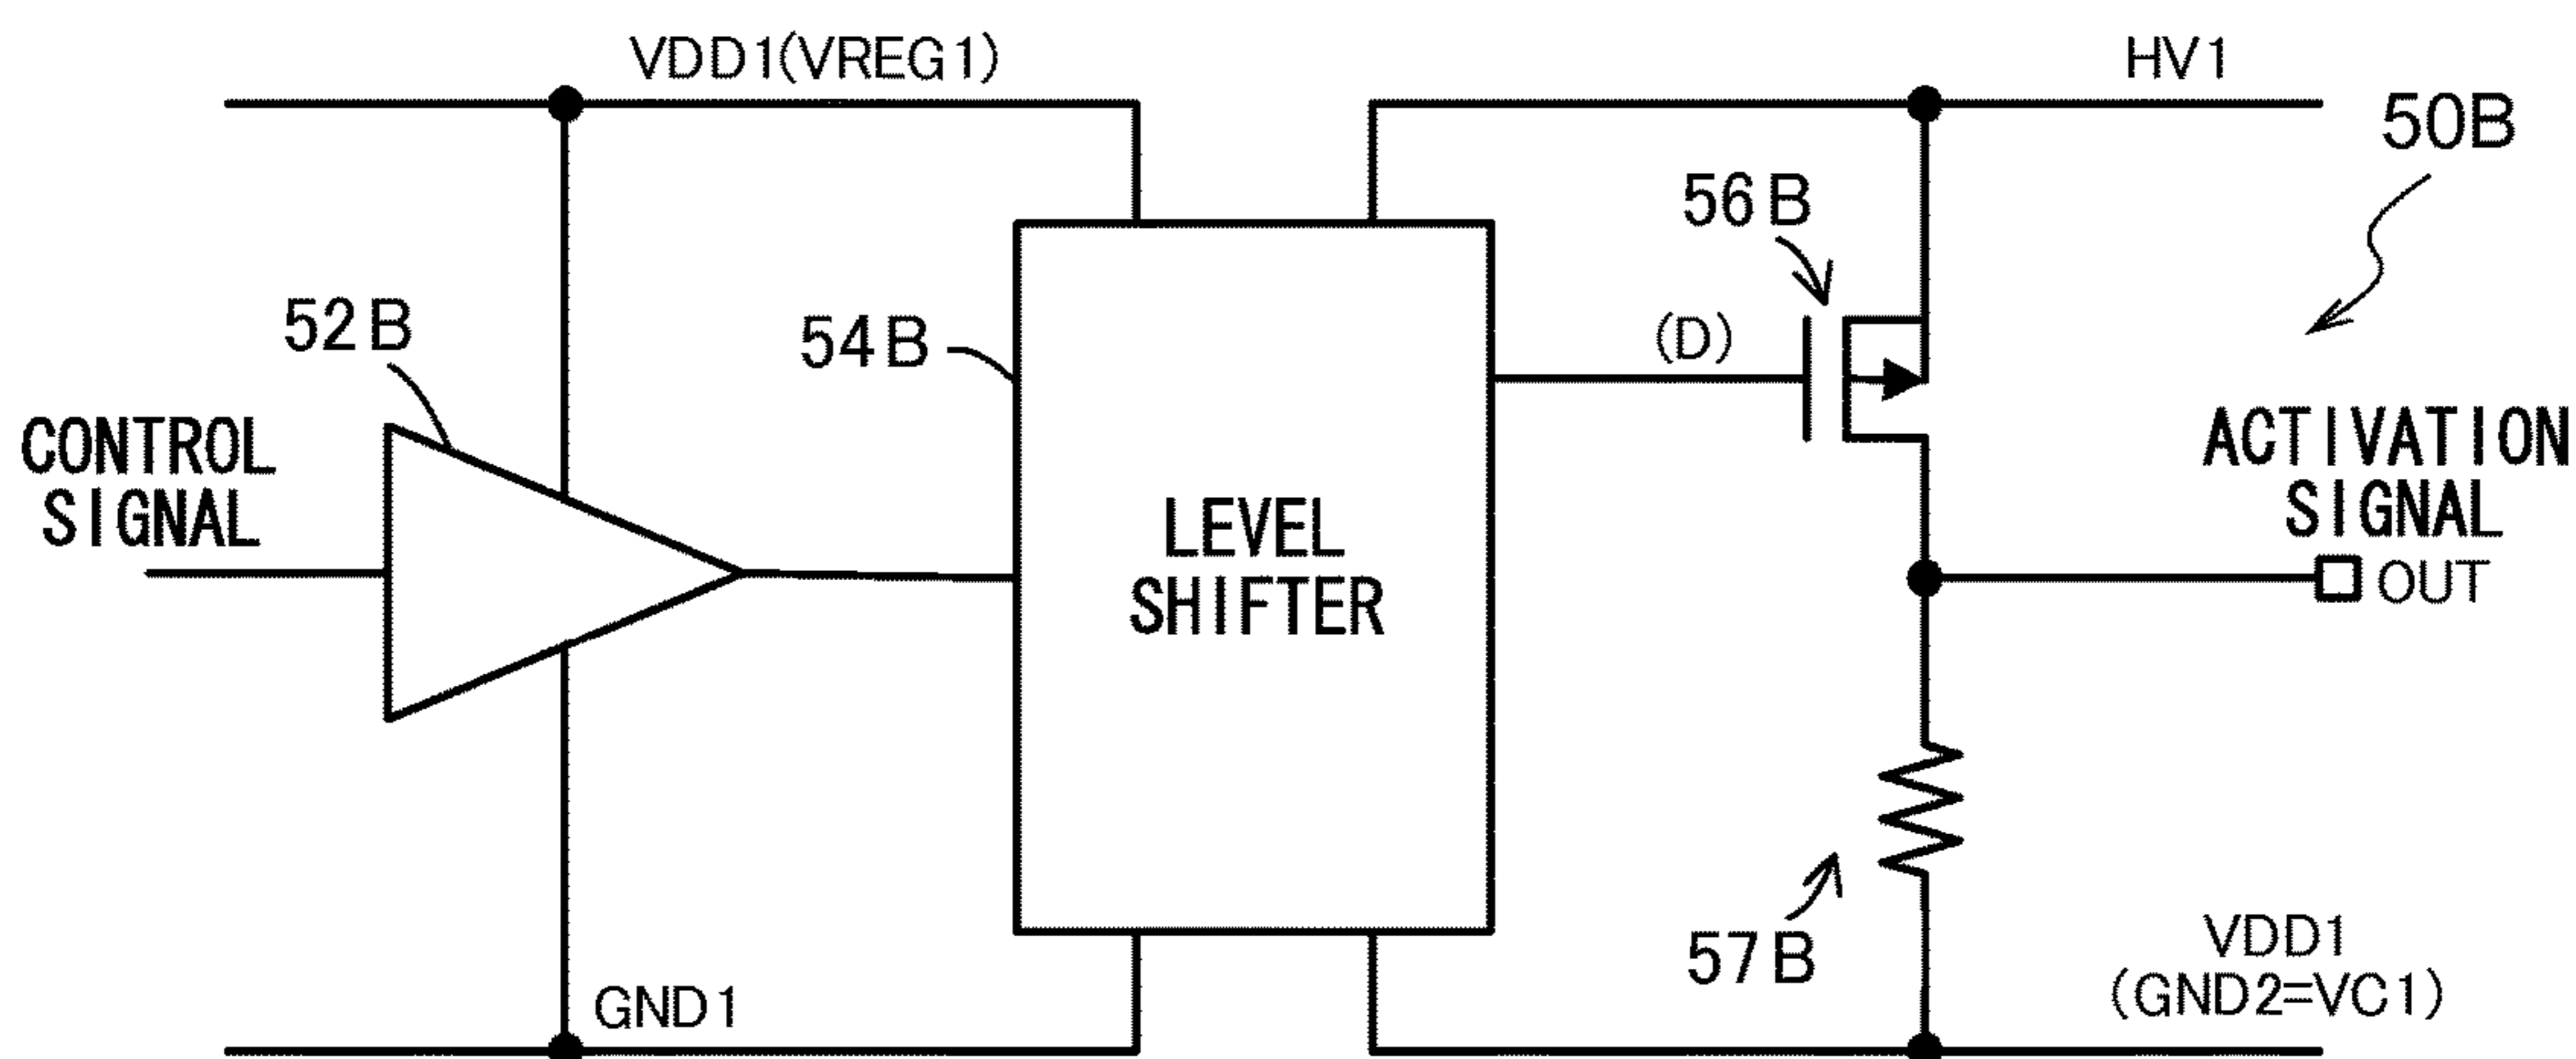 VDD1(VREG1)
HV1
50B
56B
52B
54B
(D)
CONTROL
SIGNAL
ACTIVATION
SIGNAL
LEVEL
SHIFTER
OUT
57B
VDD1
(GND2=VC1)
GND1